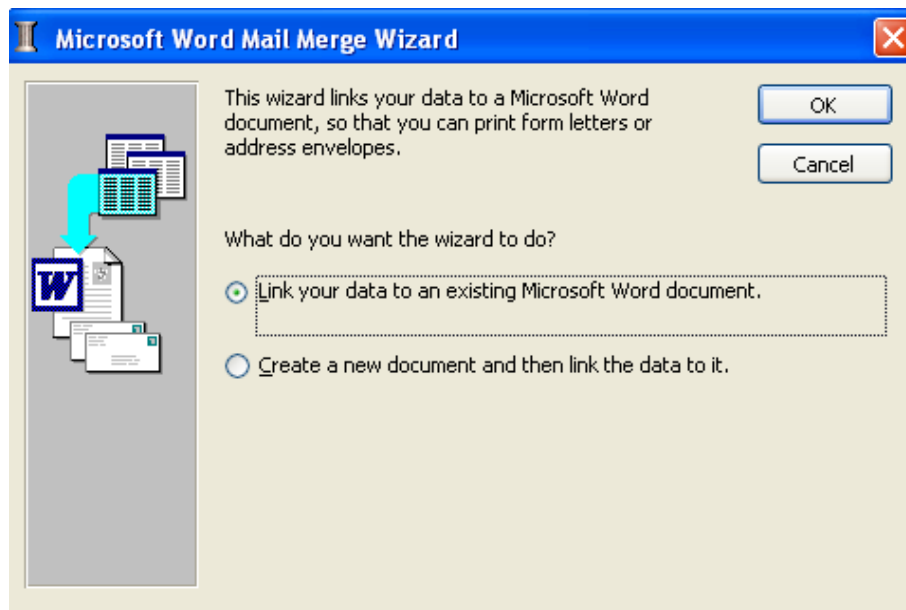 Microsoft Word Mail Merge Wizard
This wizard links your data to a Microsoft Word
document, so that you can print form letters or
address envelopes.
OK
Cancel
What do you want the wizard to do?
Link your data to an existing Microsoft Word document.
Create a new document and then link the data to it.
W